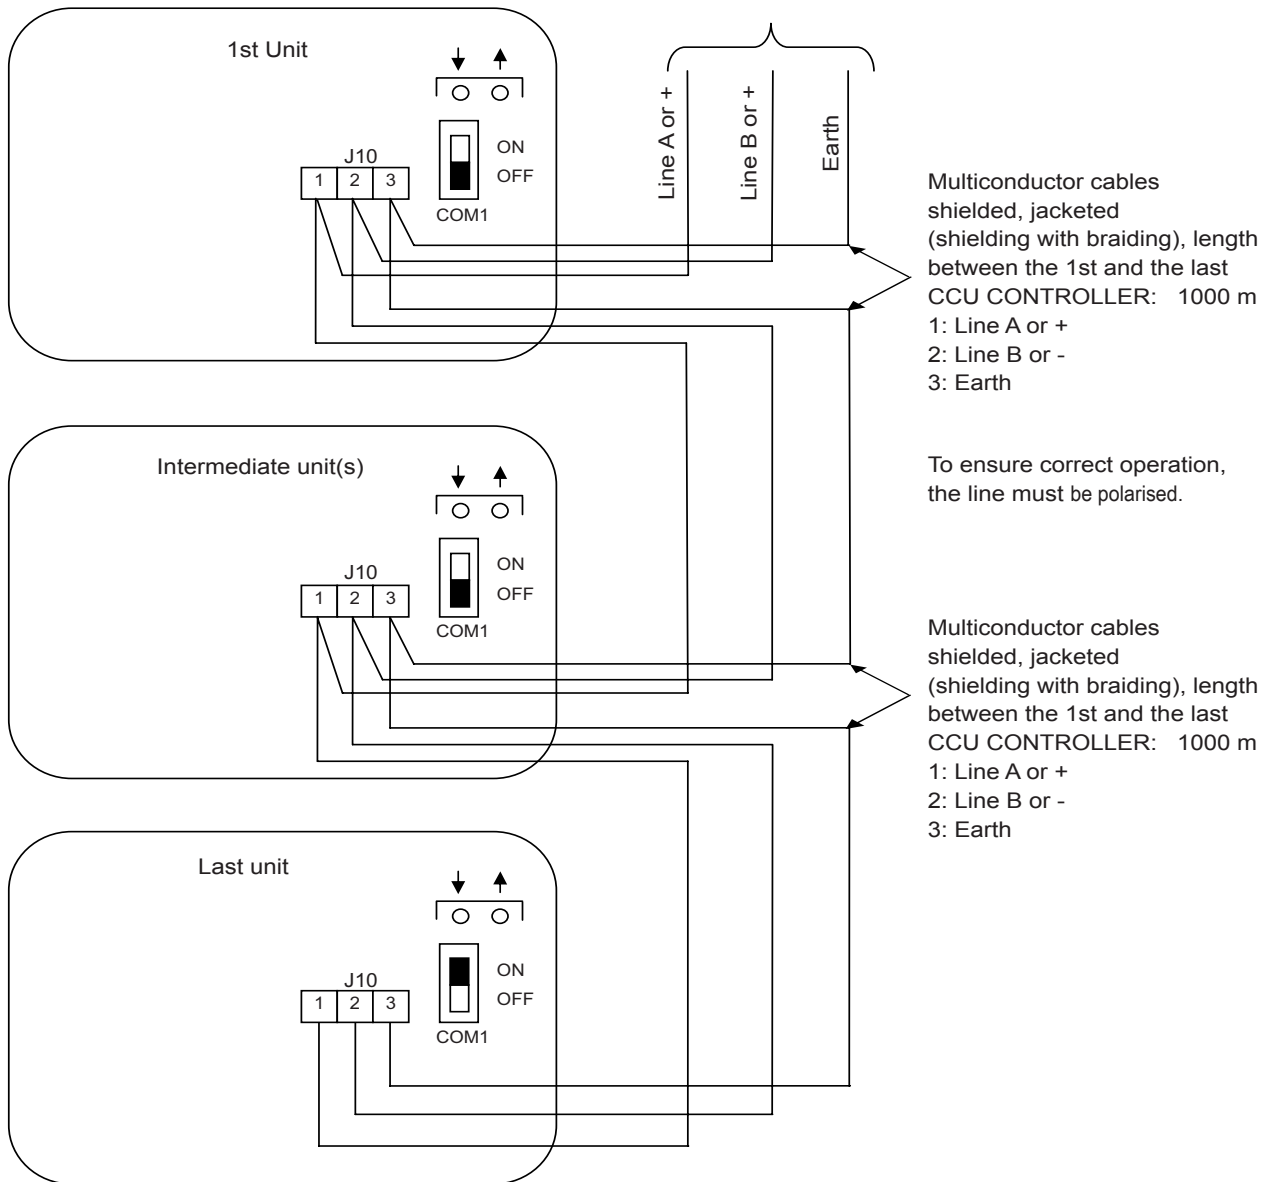 1st Unit
ON
OFF
J10
1 2 3
COM1
Line A or +
Line B or +
Earth
Multiconductor cables
shielded, jacketed
(shielding with braiding), length
between the 1st and the last
CCU CONTROLLER: 1000 m
1: Line A or +
2: Line B or -
3: Earth
To ensure correct operation,
the line must be polarised.
Intermediate unit(s)
ON
OFF
J10
1 2 3
COM1
Multiconductor cables
shielded, jacketed
(shielding with braiding), length
between the 1st and the last
CCU CONTROLLER: 1000 m
1: Line A or +
2: Line B or -
3: Earth
Last unit
ON
OFF
J10
1 2 3
COM1